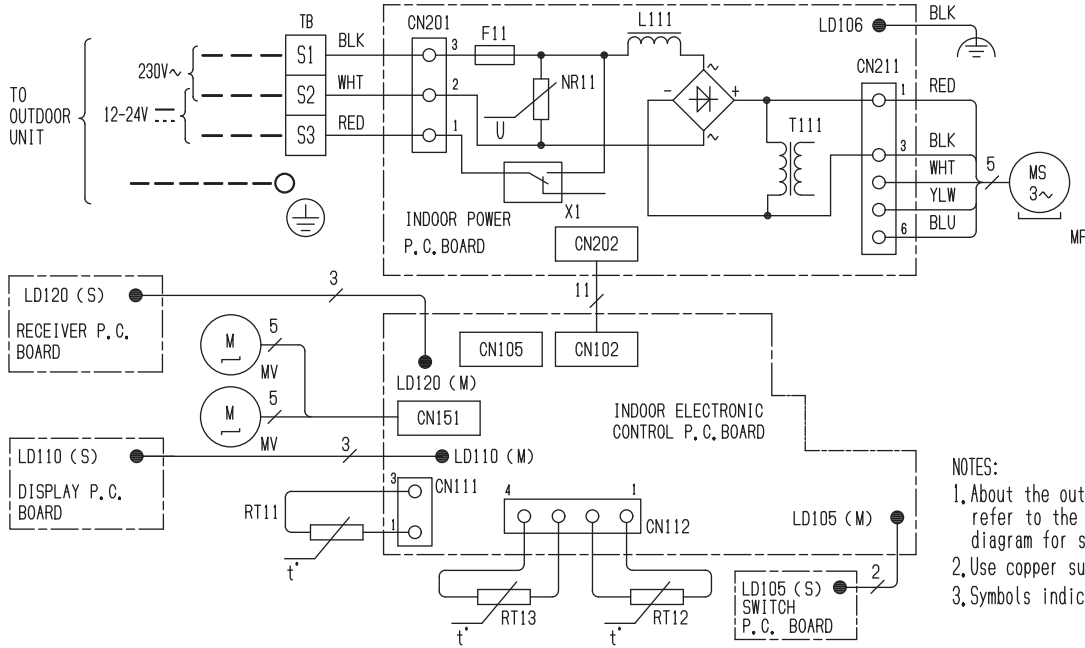 TO
OUTDOOR
UNIT
230V~
12-24V
TB
S1
S2
S3
BLK
WHT
RED
CN201
3
2
1
F11
NR11
U
L111
~
-
+
~
X1
T111
INDOOR POWER
P.C.BOARD
LD106
BLK
CN211
1
3
6
RED
BLK
WHT
YLW
BLU
5
MS
3~
MF
CN202
11
LD120 (S)
RECEIVER P.C.
BOARD
3
LD120 (M)
M
5
MV
M
5
MV
CN105
CN102
CN151
INDOOR ELECTRONIC
CONTROL P.C.BOARD
LD110 (S)
DISPLAY P.C.
BOARD
3
LD110 (M)
RT11
t°
3
1
CN111
4
1
CN112
RT13
t°
RT12
t°
LD105 (M)
LD105 (S)
SWITCH
P.C. BOARD
2
NOTES:
1.About the out
refer to the
diagram for s
2.Use copper su
3.Symbols indic